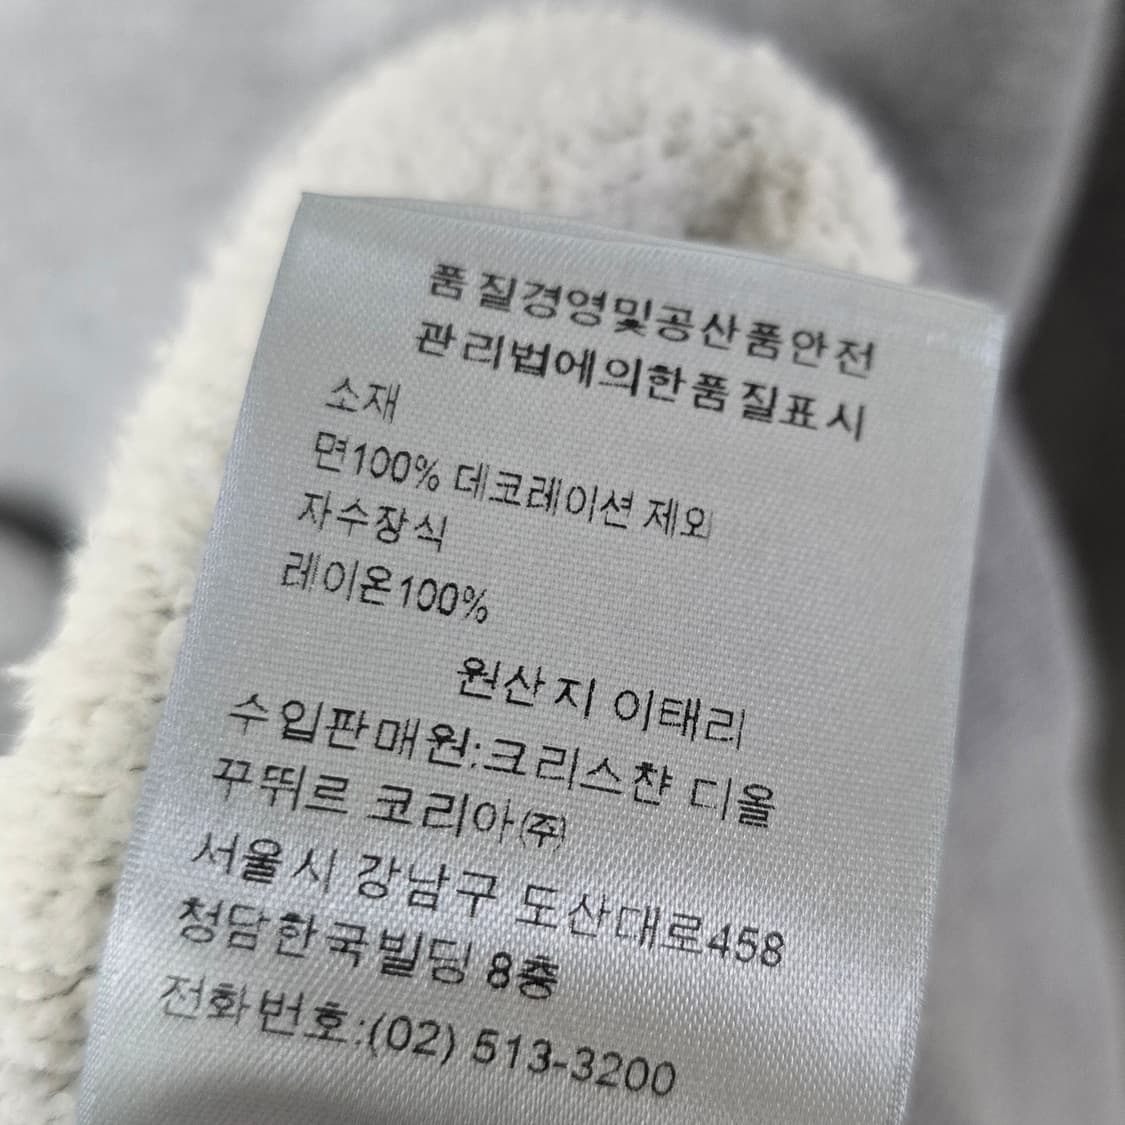 품질경영및공산품안전
관리법에의한품질표시
소재
면100% 데코레이션 제외
자수장식
레이온100%
원산지 이태리
수입판매원:크리스챤 디올
꾸뛰르 코리아(주)
서울시 강남구 도산대로458
청담한국빌딩 8층
전화번호:(02) 513-3200